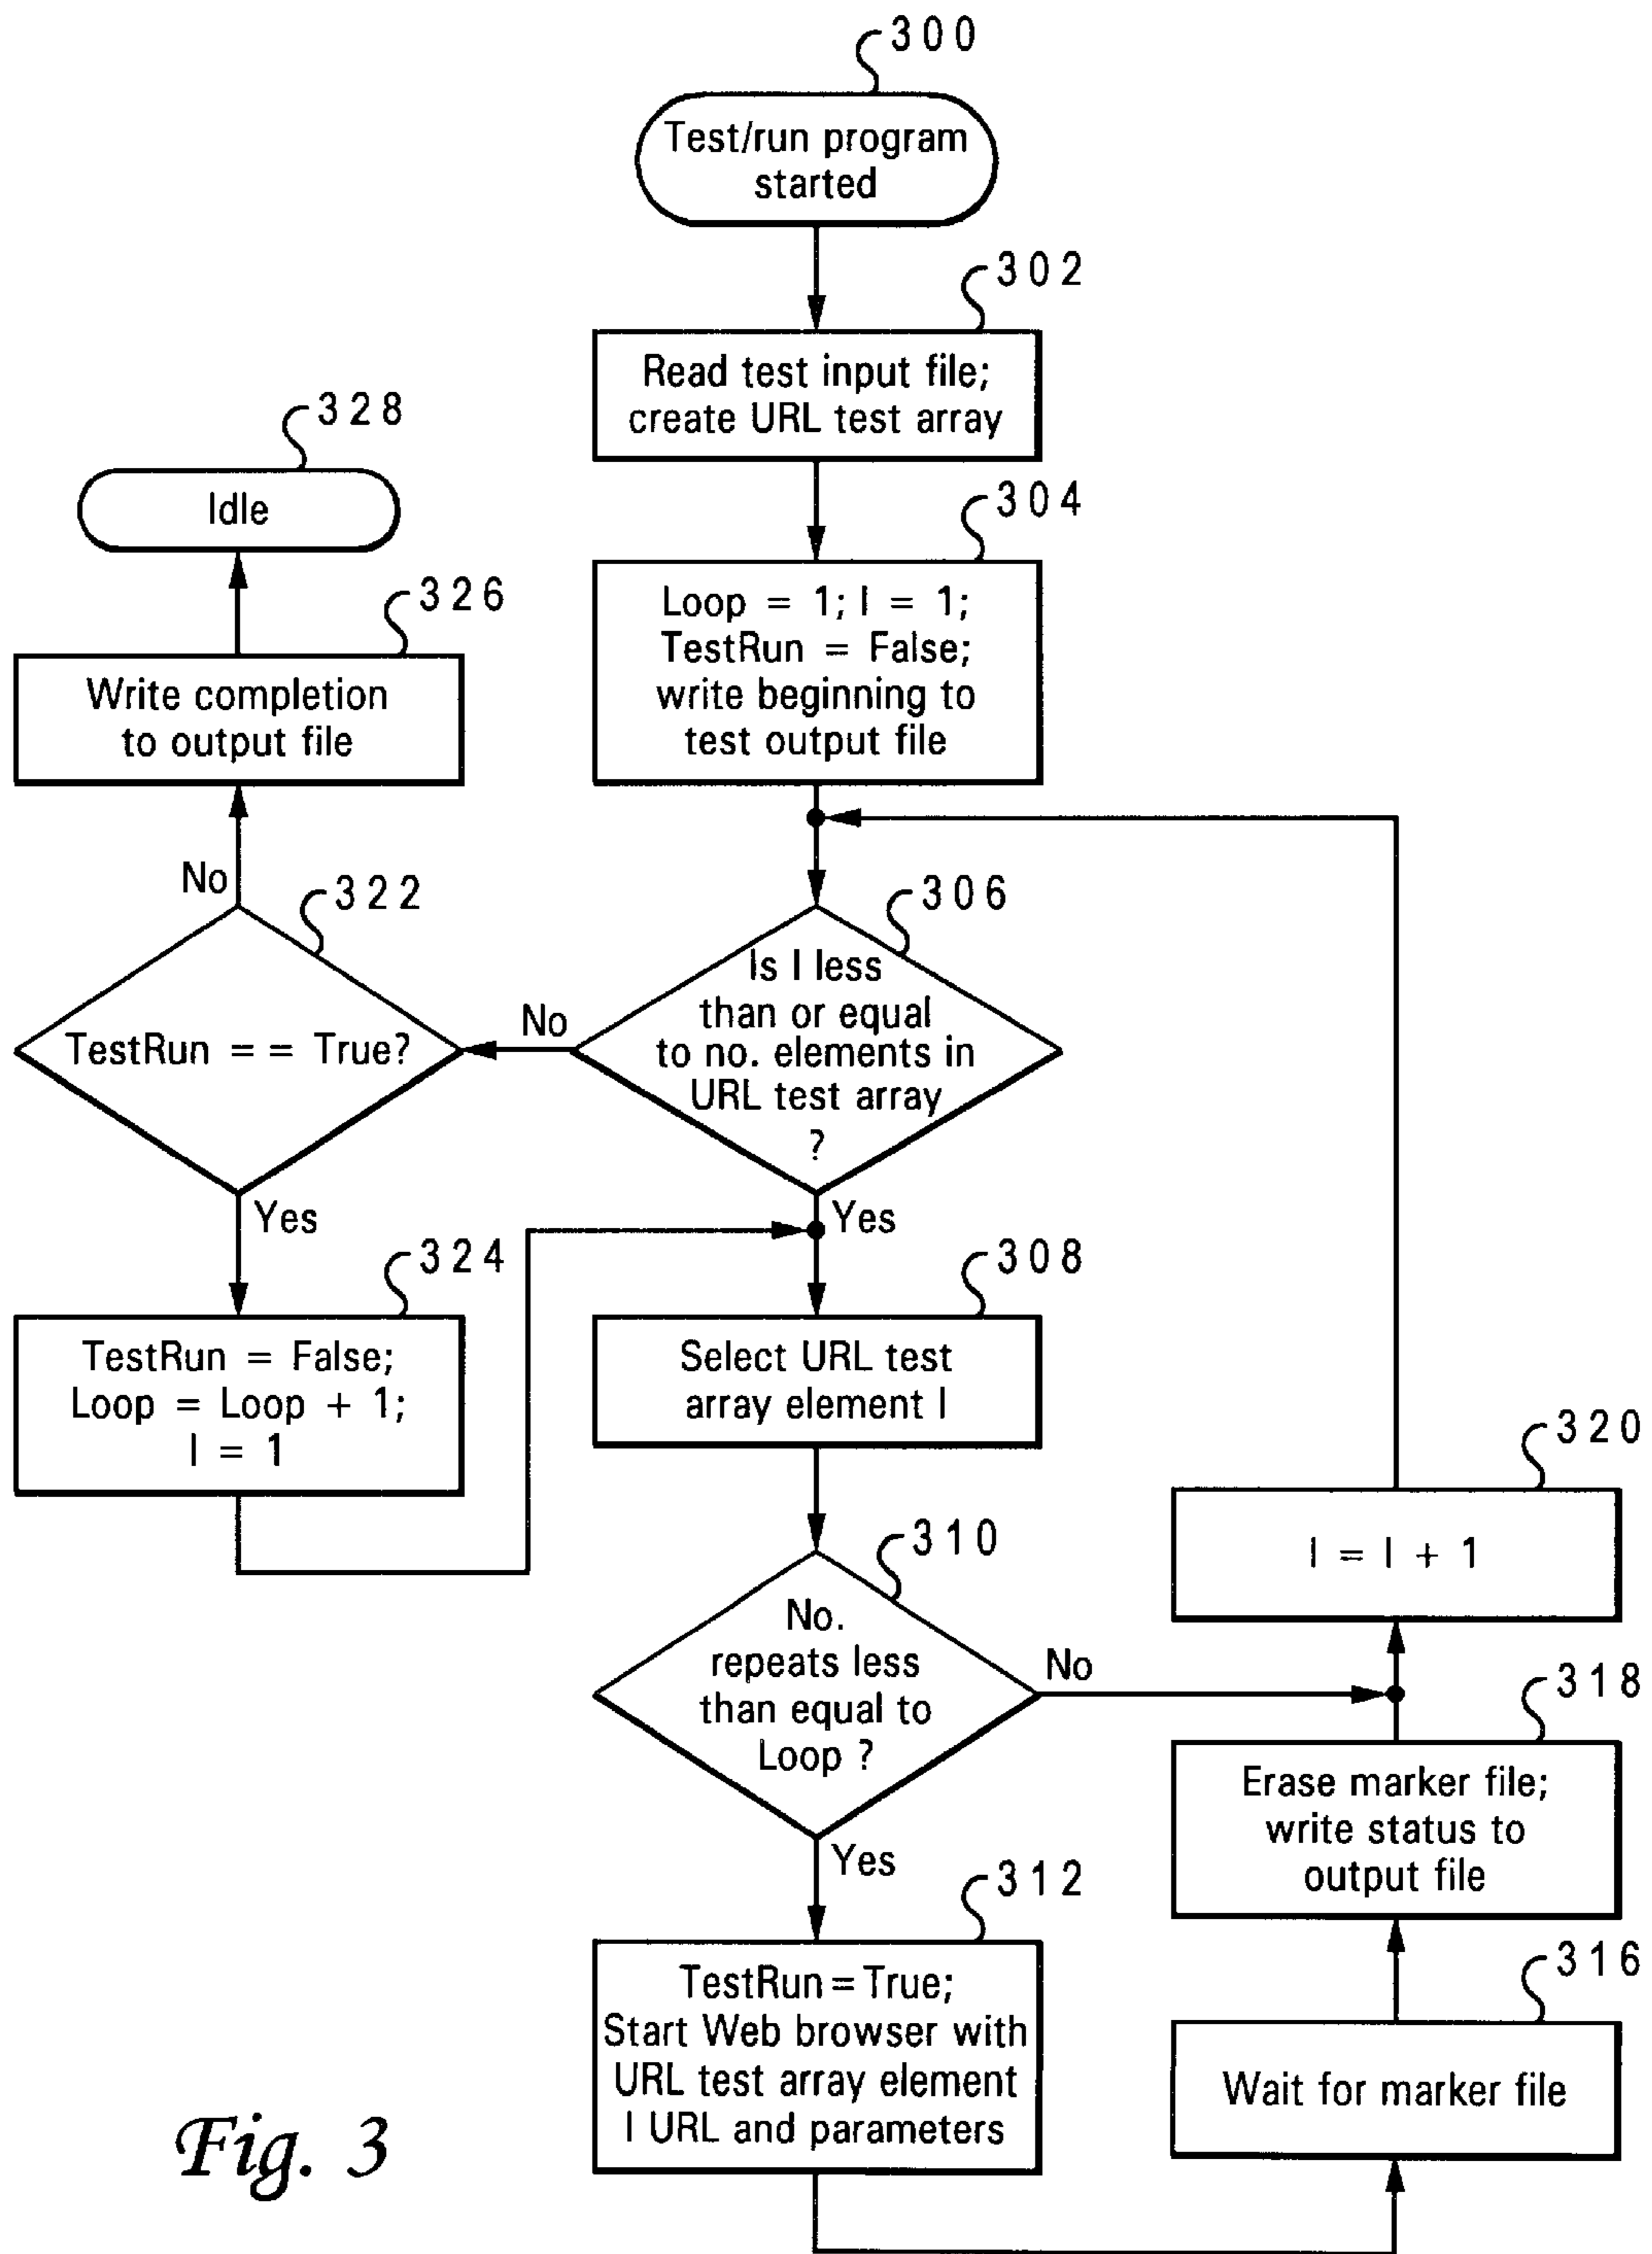 300
Test/run program
started
302
Read test input file;
create URL test array
328
Idle
304
Loop = 1; I = 1;
TestRun = False;
write beginning to
test output file
326
Write completion
to output file
No
322
TestRun == True?
No
306
Is I less
than or equal
to no. elements in
URL test array
?
Yes
Yes
324
TestRun = False;
Loop = Loop + 1;
I = 1
308
Select URL test
array element I
320
I = I + 1
310
No.
repeats less
than equal to
Loop ?
No
318
Erase marker file;
write status to
output file
Yes
312
TestRun = True;
Start Web browser with
URL test array element
I URL and parameters
316
Wait for marker file
Fig. 3